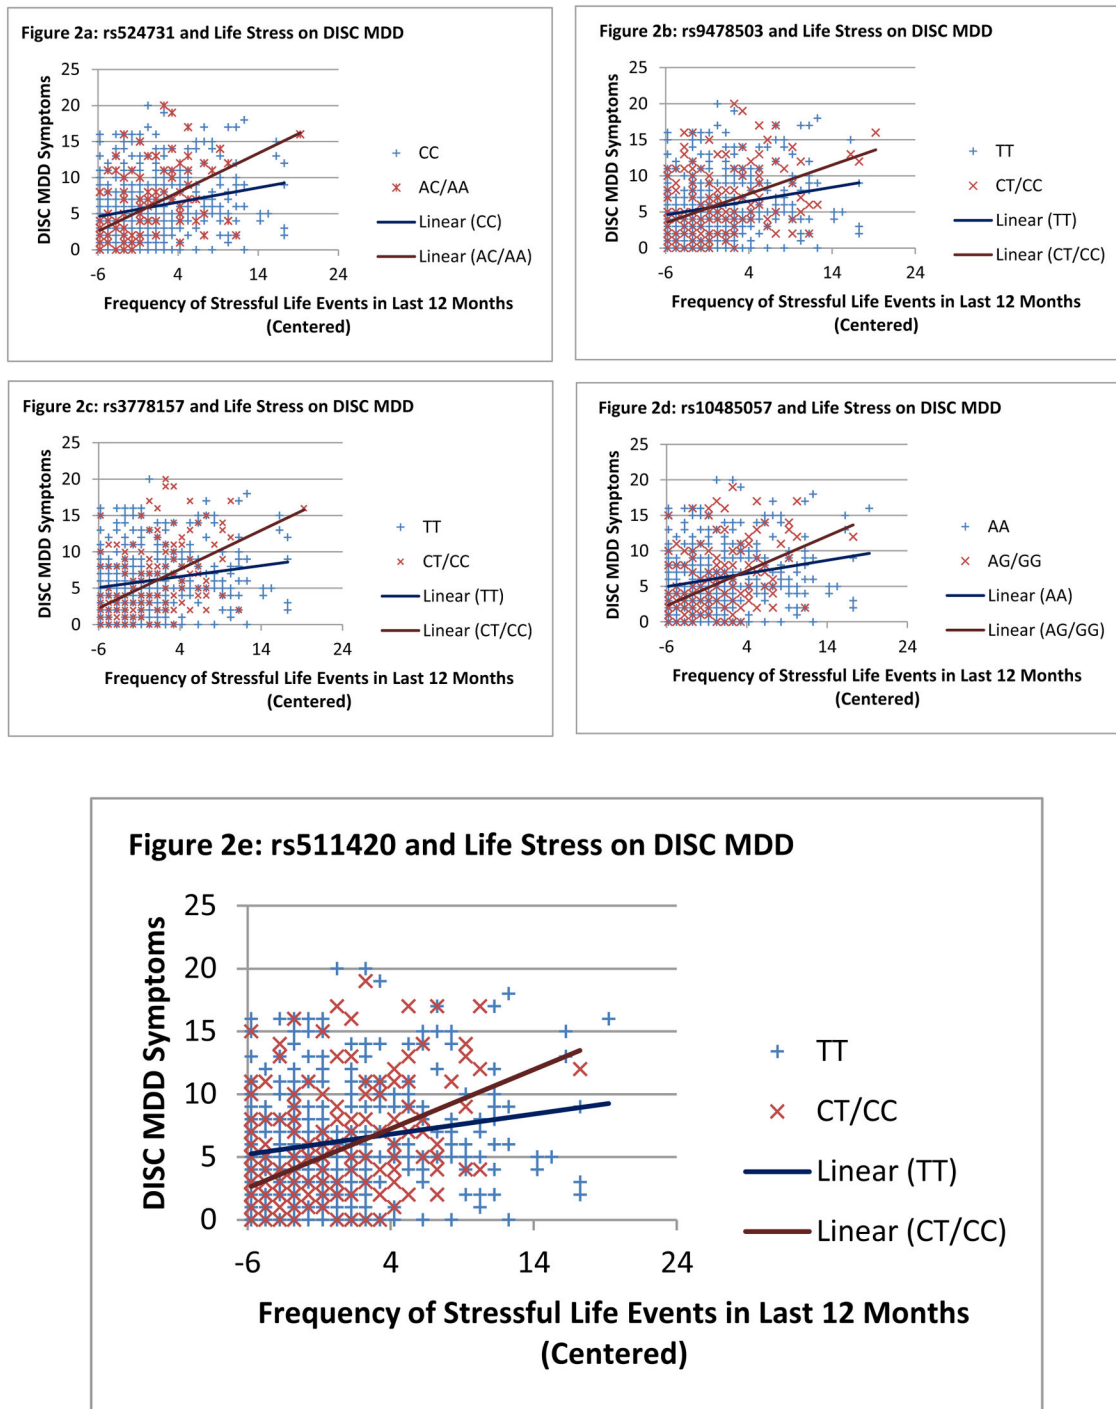 Figure 2a: rs524731 and Life Stress on DISC MDD
DISC MDD Symptoms
25
20
15
10
5
0
-6
4
14
24
CC
AC/AA
Linear (CC)
Linear (AC/AA)
Frequency of Stressful Life Events in Last 12 Months
(Centered)
Figure 2b: rs9478503 and Life Stress on DISC MDD
DISC MDD Symptoms
25
20
15
10
5
0
-6
4
14
24
TT
CT/CC
Linear (TT)
Linear (CT/CC)
Frequency of Stressful Life Events in Last 12 Months
(Centered)
Figure 2c: rs3778157 and Life Stress on DISC MDD
DISC MDD Symptoms
25
20
15
10
5
0
-6
4
14
24
TT
CT/CC
Linear (TT)
Linear (CT/CC)
Frequency of Stressful Life Events in Last 12 Months
(Centered)
Figure 2d: rs10485057 and Life Stress on DISC MDD
DISC MDD Symptoms
25
20
15
10
5
0
-6
4
14
24
AA
AG/GG
Linear (AA)
Linear (AG/GG)
Frequency of Stressful Life Events in Last 12 Months
(Centered)
Figure 2e: rs511420 and Life Stress on DISC MDD
DISC MDD Symptoms
25
20
15
10
5
0
-6
4
14
24
TT
CT/CC
Linear (TT)
Linear (CT/CC)
Frequency of Stressful Life Events in Last 12 Months
(Centered)